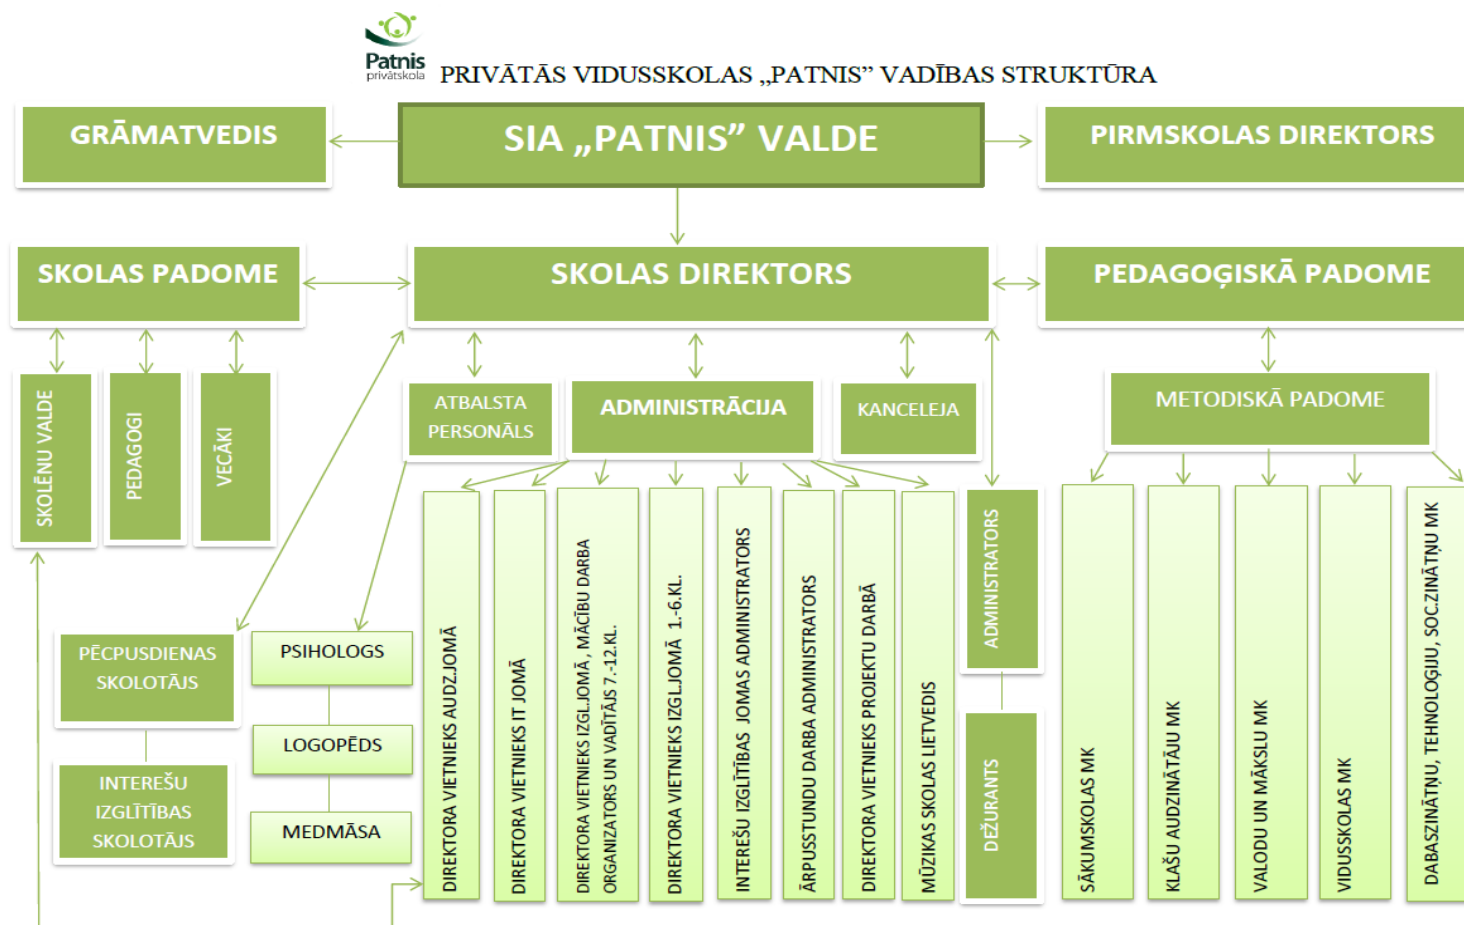 Patnis
privātskola
PRIVĀTĀS VIDUSSKOLAS „PATNIS” VADĪBAS STRUKTŪRA
GRĀMATVEDIS
SIA „PATNIS” VALDE
PIRMSKOLAS DIREKTORS
SKOLAS PADOME
SKOLAS DIREKTORS
PEDAGOĢISKĀ PADOME
SKOLĒNU VALDE
PEDAGOGI
VECĀKI
ATBALSTA
PERSONĀLS
ADMINISTRĀCIJA
KANCELEJA
METODISKĀ PADOME
PĒCPUSDIENAS
SKOLOTĀJS
INTEREŠU
IZGLĪTĪBAS
SKOLOTĀJS
PSIHOLOGS
LOGOPĒDS
MEDMĀSA
DIREKTORA VIETNIEKS AUDZ.JOMĀ
DIREKTORA VIETNIEKS IT JOMĀ
DIREKTORA VIETNIEKS IZGL.JOMĀ, MĀCĪBU DARBA
ORGANIZATORS UN VADĪTĀJS 7.-12.KL.
DIREKTORA VIETNIEKS IZGL.JOMĀ 1.-6.KL.
INTEREŠU IZGLĪTĪBAS JOMAS ADMINISTRATORS
ĀRPUSSTUNDU DARBA ADMINISTRATORS
DIREKTORA VIETNIEKS PROJEKTU DARBĀ
MŪZIKAS SKOLAS LIETVEDIS
ADMINISTRATORS
DEŽURANTS
SĀKUMSKOLAS MK
KLAŠU AUDZINĀTĀJU MK
VALODU UN MĀKSLU MK
VIDUSSKOLAS MK
DABASZINĀTŅU, TEHNOLOĢIJU, SOC.ZINĀTŅU MK